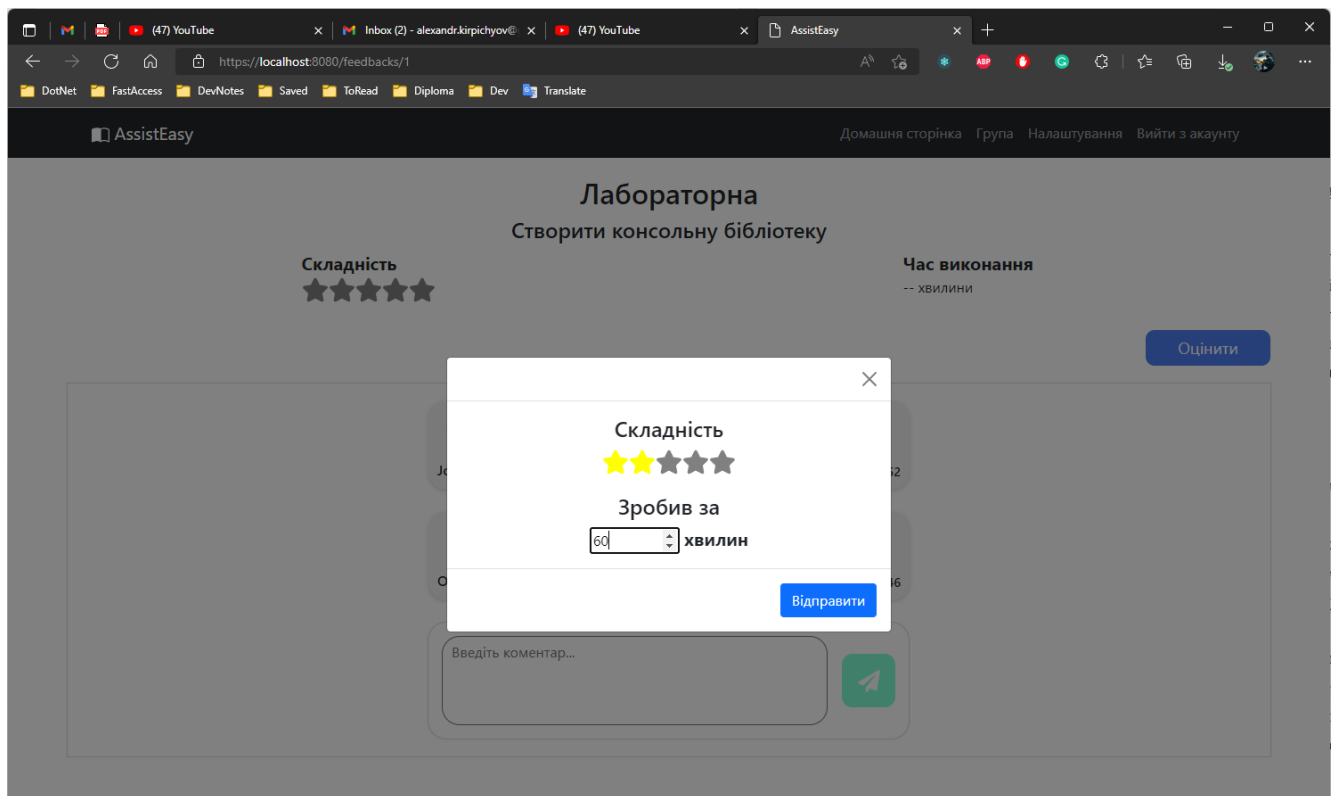 (47) YouTube
Inbox (2) - alexandr.kirpichyov@
(47) YouTube
AssistEasy
https://localhost:8080/feedbacks/1
ABP
DotNet FastAccess DevNotes Saved ToRead Diploma Dev Translate
AssistEasy
Домашня сторінка Група Налаштування Вийти з акаунту
Лабораторна
Створити консольну бібліотеку
Складність
Час виконання
-- хвилини
Оцінити
Складність
Зробив за
60 хвилин
Відправити
Введіть коментар...